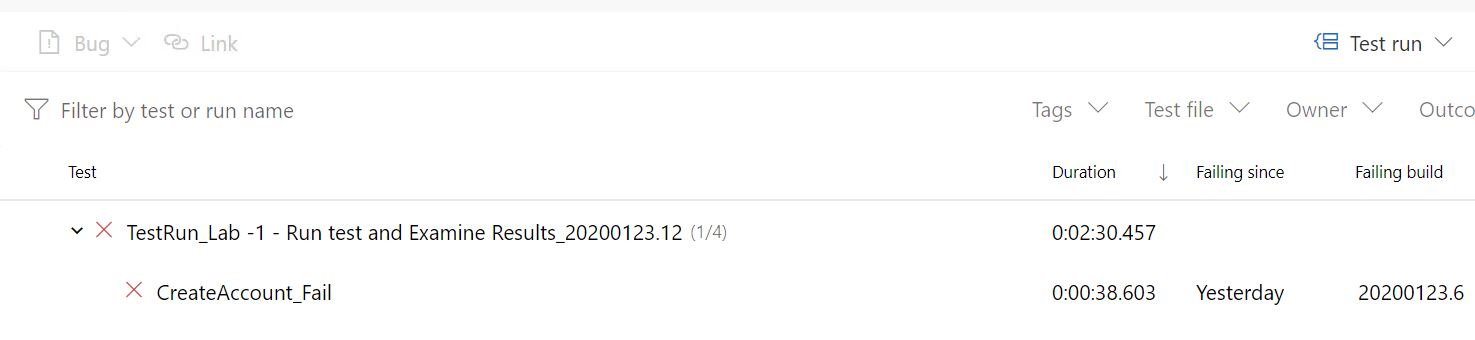 Bug Link Test run
Filter by test or run name Tags Test file Owner Outco
Test Duration Failing since Failing build
TestRun_Lab -1 - Run test and Examine Results_20200123.12 (1/4) 0:02:30.457
CreateAccount_Fail 0:00:38.603 Yesterday 20200123.6